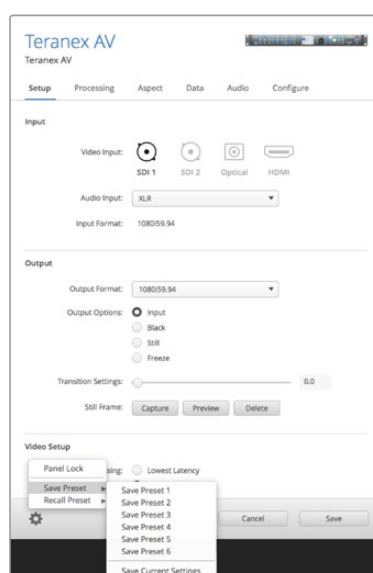 Teranex AV
Teranex AV
Setup Processing Aspect Data Audio Configure
Input
Video Input:
SDI 1 SDI 2 Optical HDMI
Audio Input: XLR
Input Format: 1080i59.94
Output
Output Format: 1080i59.94
Output Options: Input
Black
Still
Freeze
Transition Settings: 0.0
Still Frame: Capture Preview Delete
Video Setup
Panel Lock
sing: Lowest Latency
Save Preset
Recall Preset
Save Preset 1
Save Preset 2
Save Preset 3
Save Preset 4
Save Preset 5
Save Preset 6
Save Current Settings
Cancel Save